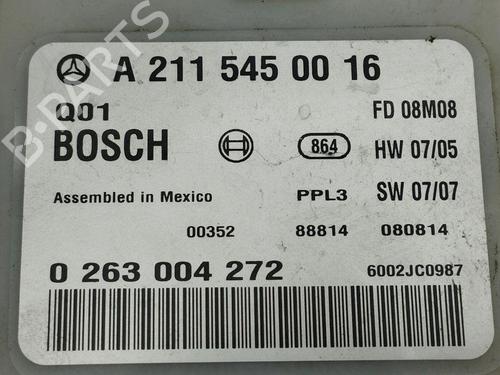 A 211 545 00 16
Q01
FD 08M08
BOSCH
864
HW 07/05
Assembled in Mexico
PPL3
SW 07/07
00352
88814
080814
0 263 004 272
6002JC0987
B-PARTS